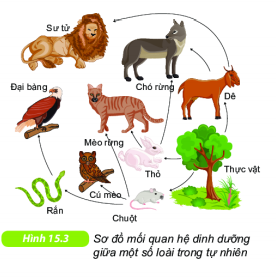 Sư tử
Chó rừng
Dê
Đại bàng
Mèo rừng
Thỏ
Thực vật
Cú mèo
Rắn
Chuột
Hình 15.3
Sơ đồ mối quan hệ dinh dưỡng
giữa một số loài trong tự nhiên